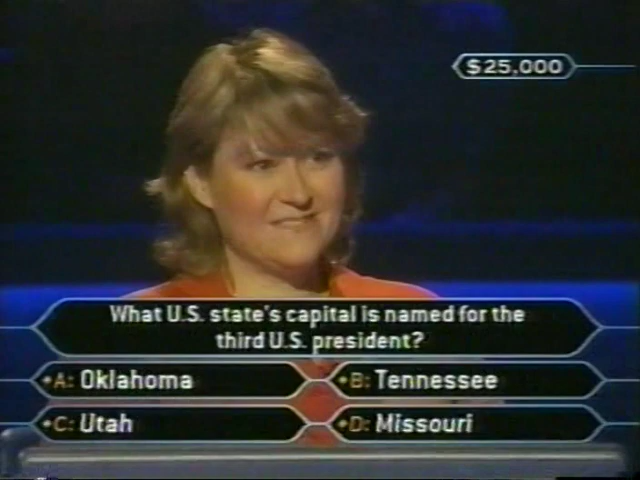 $25,000
What U.S. state's capital is named for the
third U.S. president?
A: Oklahoma
B: Tennessee
C: Utah
D: Missouri